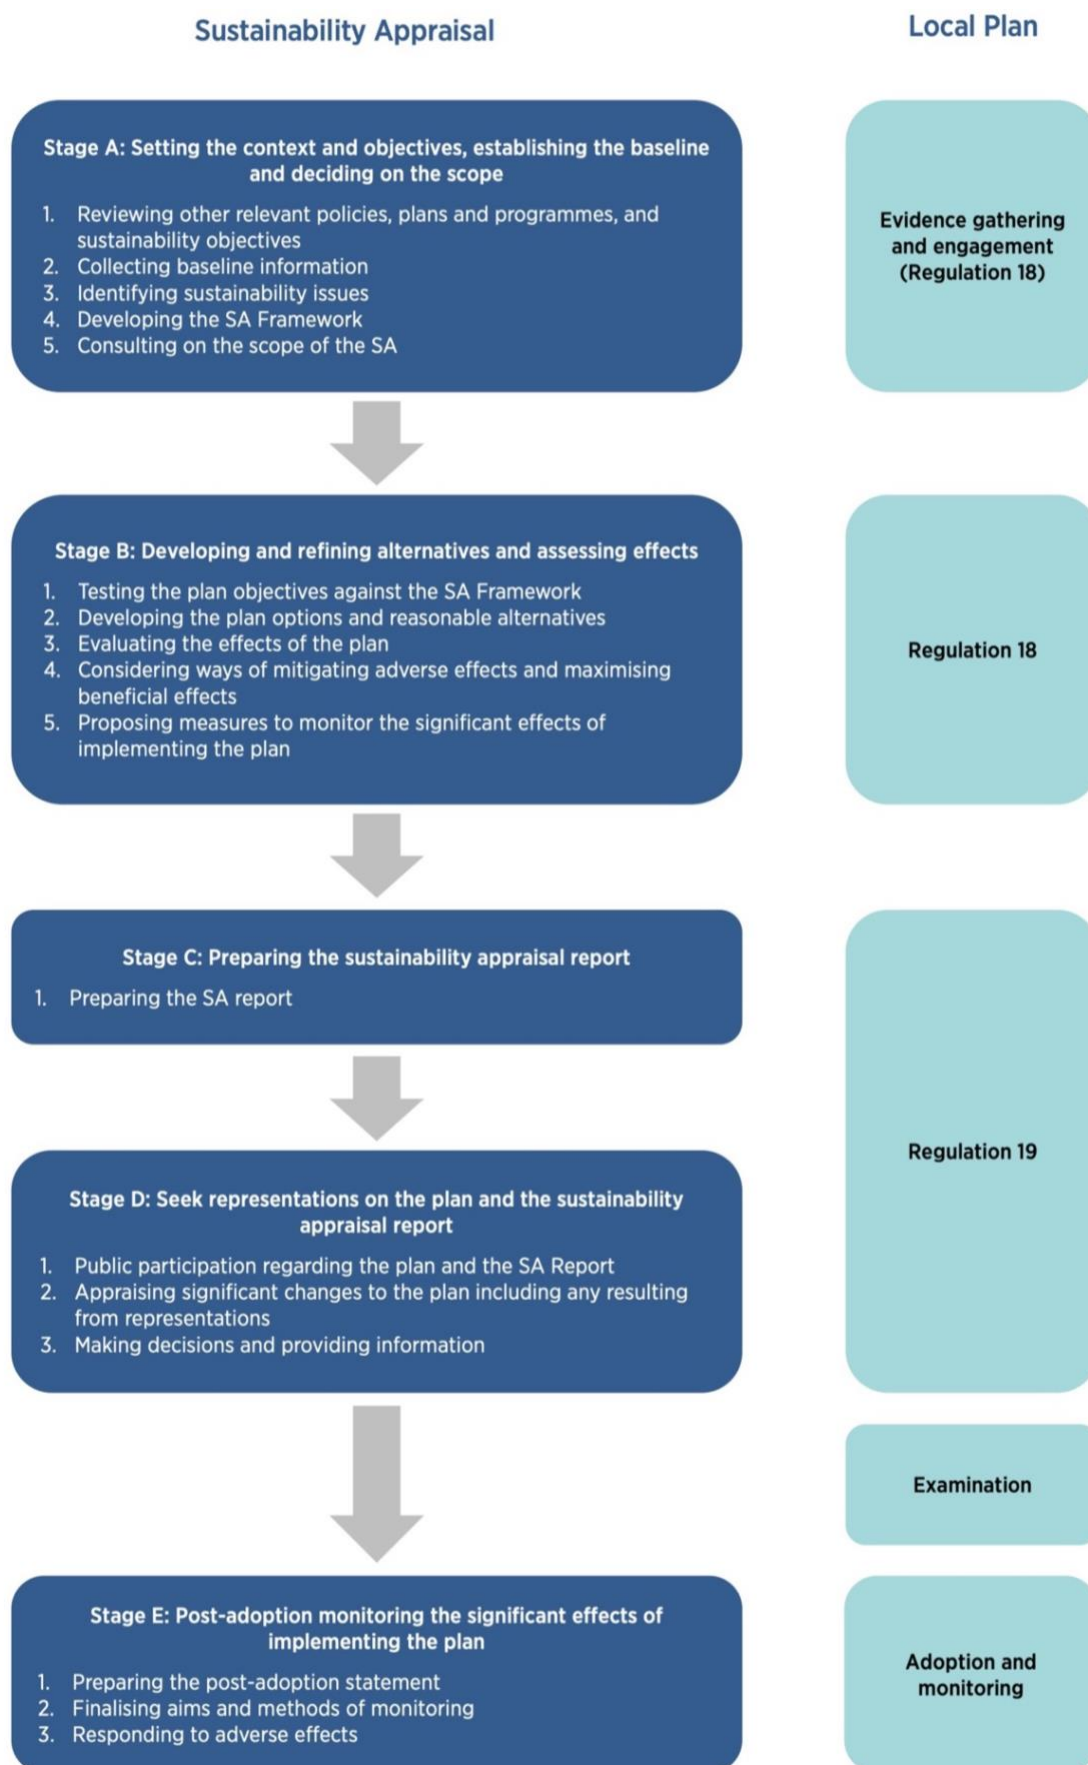 Sustainability Appraisal
Local Plan
Stage A: Setting the context and objectives, establishing the baseline
and deciding on the scope
1. Reviewing other relevant policies, plans and programmes, and
sustainability objectives
2. Collecting baseline information
3. Identifying sustainability issues
4. Developing the SA Framework
5. Consulting on the scope of the SA
Evidence gathering
and engagement
(Regulation 18)
Stage B: Developing and refining alternatives and assessing effects
1. Testing the plan objectives against the SA Framework
2. Developing the plan options and reasonable alternatives
3. Evaluating the effects of the plan
4. Considering ways of mitigating adverse effects and maximising
beneficial effects
5. Proposing measures to monitor the significant effects of
implementing the plan
Regulation 18
Stage C: Preparing the sustainability appraisal report
1. Preparing the SA report
Stage D: Seek representations on the plan and the sustainability
appraisal report
1. Public participation regarding the plan and the SA Report
2. Appraising significant changes to the plan including any resulting
from representations
3. Making decisions and providing information
Regulation 19
Examination
Stage E: Post-adoption monitoring the significant effects of
implementing the plan
1. Preparing the post-adoption statement
2. Finalising aims and methods of monitoring
3. Responding to adverse effects
Adoption and
monitoring